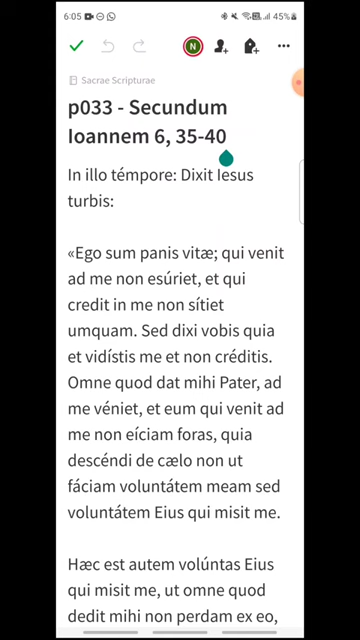 6:05
45%
N
Sacrae Scripturae
p033 - Secundum
Ioannem 6, 35-40
In illo témpore: Dixit Iesus
turbis:
«Ego sum panis vitæ; qui venit
ad me non esúriet, et qui
credit in me non sítiet
umquam. Sed dixi vobis quia
et vidístis me et non créditis.
Omne quod dat mihi Pater, ad
me véniet, et eum qui venit ad
me non eíciam foras, quia
descéndi de cælo non ut
fáciam voluntátem meam sed
voluntátem Eius qui misit me.
Hæc est autem volúntas Eius
qui misit me, ut omne quod
dedit mihi non perdam ex eo,